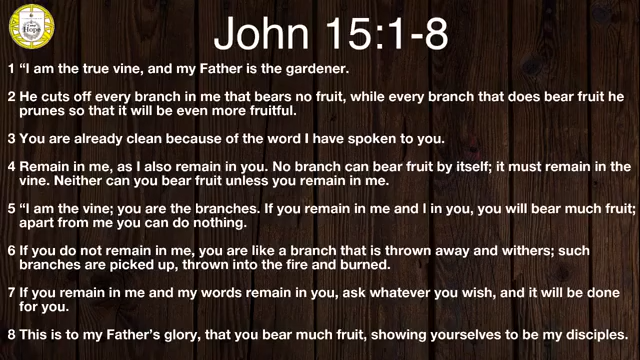 Hope
John 15:1-8
1 “I am the true vine, and my Father is the gardener.
2 He cuts off every branch in me that bears no fruit, while every branch that does bear fruit he
prunes so that it will be even more fruitful.
3 You are already clean because of the word I have spoken to you.
4 Remain in me, as I also remain in you. No branch can bear fruit by itself; it must remain in the
vine. Neither can you bear fruit unless you remain in me.
5 “I am the vine; you are the branches. If you remain in me and I in you, you will bear much fruit;
apart from me you can do nothing.
6 If you do not remain in me, you are like a branch that is thrown away and withers; such
branches are picked up, thrown into the fire and burned.
7 If you remain in me and my words remain in you, ask whatever you wish, and it will be done
for you.
8 This is to my Father’s glory, that you bear much fruit, showing yourselves to be my disciples.